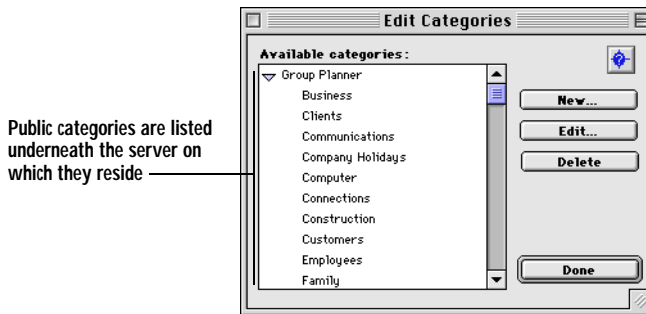 Edit Categories
Available categories:
Group Planner
Business
Clients
Communications
Company Holidays
Computer
Connections
Construction
Customers
Employees
Family
New...
Edit...
Delete
Done
Public categories are listed
underneath the server on
which they reside